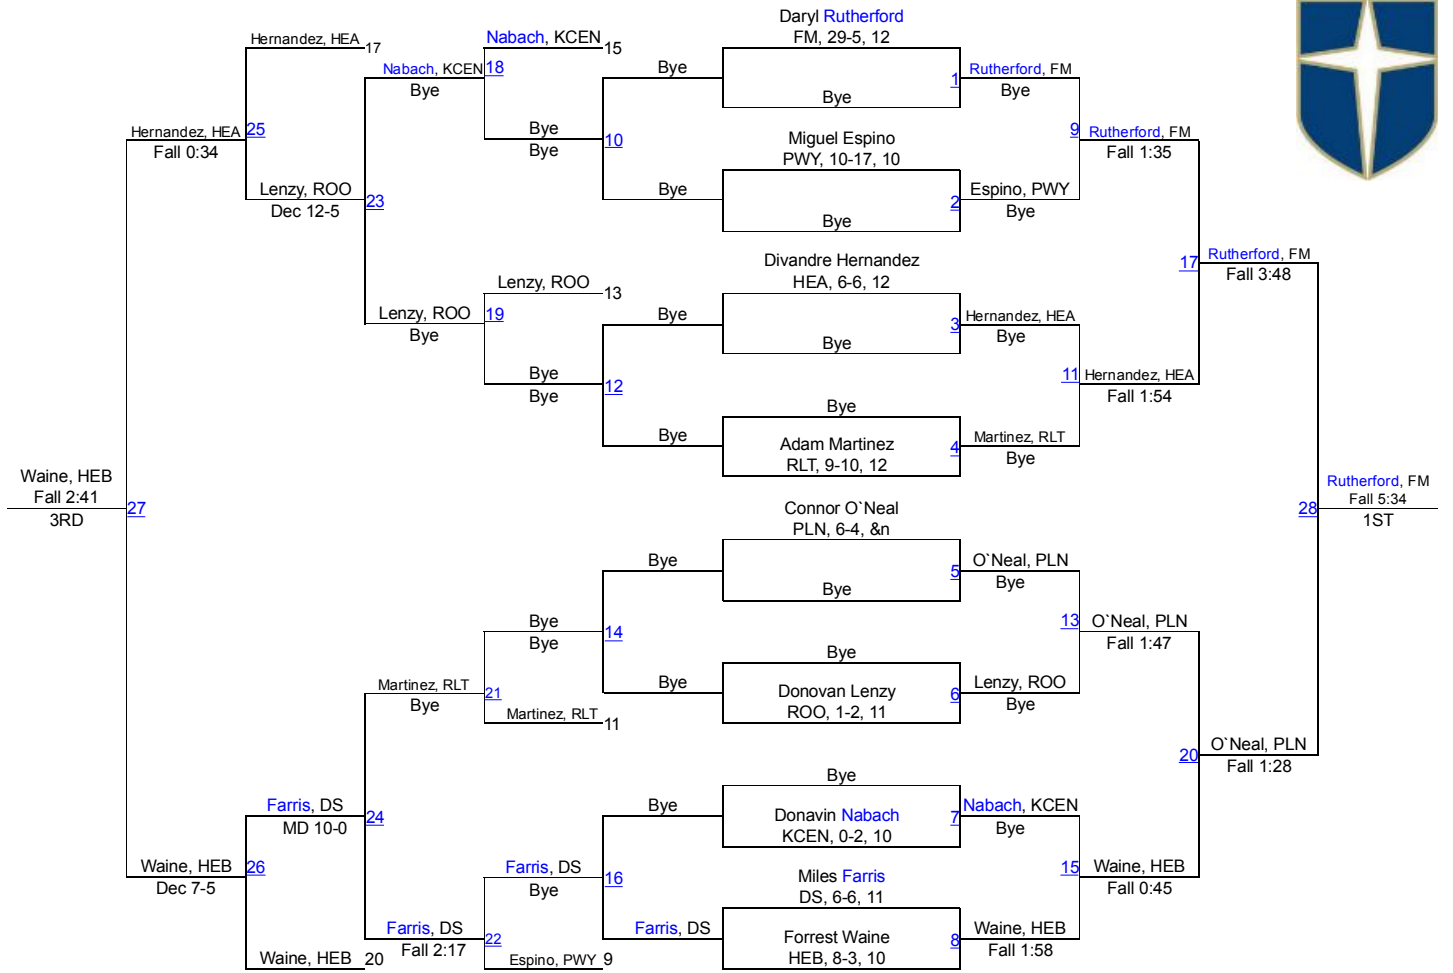 Daryl Rutherford
FM, 29-5, 12
Hernandez, HEA
17
Nabach, KCEN
15
Nabach, KCEN
18
Bye
Bye
1
Rutherford, FM
Bye
Bye
Hernandez, HEA
25
Fall 0:34
Bye
10
Bye
Miguel Espino
PWY, 10-17, 10
9
Rutherford, FM
Fall 1:35
Lenzy, ROO
23
Dec 12-5
Bye
2
Espino, PWY
Bye
Bye
Divandre Hernandez
HEA, 6-6, 12
17
Rutherford, FM
Fall 3:48
Lenzy, ROO
13
Lenzy, ROO
19
Bye
Bye
3
Hernandez, HEA
Bye
Bye
Bye
12
Bye
11
Hernandez, HEA
Fall 1:54
Bye
Bye
Adam Martinez
RLT, 9-10, 12
4
Martinez, RLT
Bye
Waine, HEB
Fall 2:41
3RD
27
Connor O`Neal
PLN, 6-4, &n
28
Rutherford, FM
Fall 5:34
1ST
Bye
5
O`Neal, PLN
Bye
Bye
Bye
14
Bye
13
O`Neal, PLN
Fall 1:47
Bye
Martinez, RLT
21
Bye
Martinez, RLT
11
Bye
Donovan Lenzy
ROO, 1-2, 11
6
Lenzy, ROO
Bye
20
O`Neal, PLN
Fall 1:28
Bye
Farris, DS
24
MD 10-0
Bye
Donavin Nabach
KCEN, 0-2, 10
7
Nabach, KCEN
Bye
Waine, HEB
26
Dec 7-5
Farris, DS
16
Bye
Miles Farris
DS, 6-6, 11
15
Waine, HEB
Fall 0:45
Farris, DS
22
Fall 2:17
Farris, DS
Forrest Waine
HEB, 8-3, 10
8
Waine, HEB
Fall 1:58
Waine, HEB
20
Espino, PWY
9